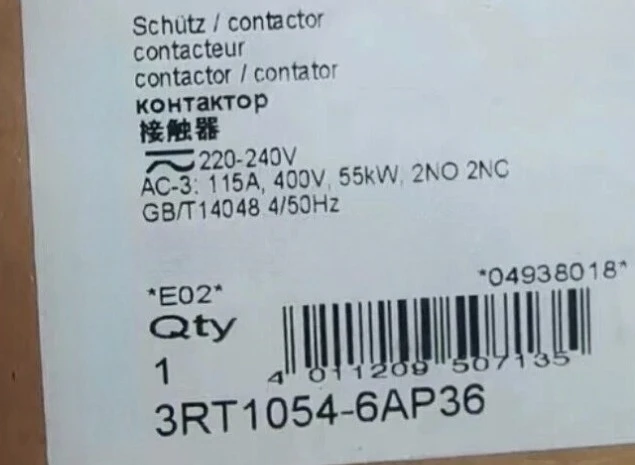 Schütz / contactor
contacteur
contactor / contator
контактор
接触器
220-240V
AC-3: 115A, 400V, 55kW, 2NO 2NC
GB/T14048.4/50Hz
*E02*
*04938018*
Qty
1
4 011209 507135
3RT1054-6AP36